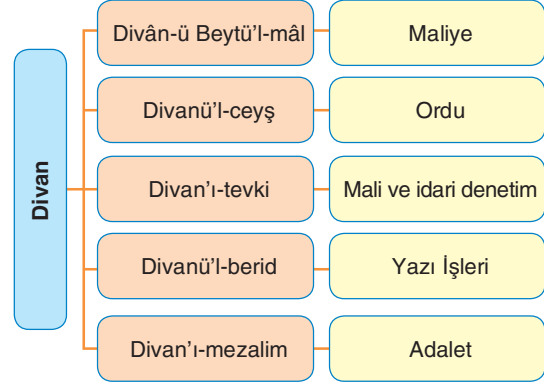 Divan
Divân-ü Beytü'l-mâl
Maliye
Divanü'l-ceyş
Ordu
Divan'ı-tevki
Mali ve idari denetim
Divanü'l-berid
Yazı İşleri
Divan'ı-mezalim
Adalet